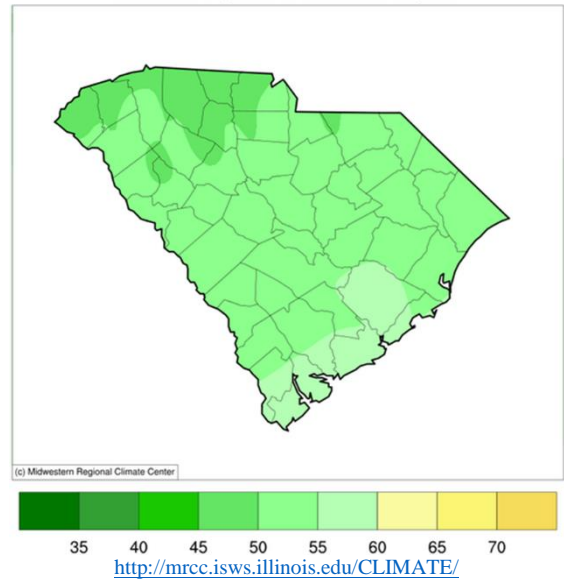 (c) Midwestern Regional Climate Center
35 40 45 50 55 60 65 70
http://mrcc.isws.illinois.edu/CLIMATE/